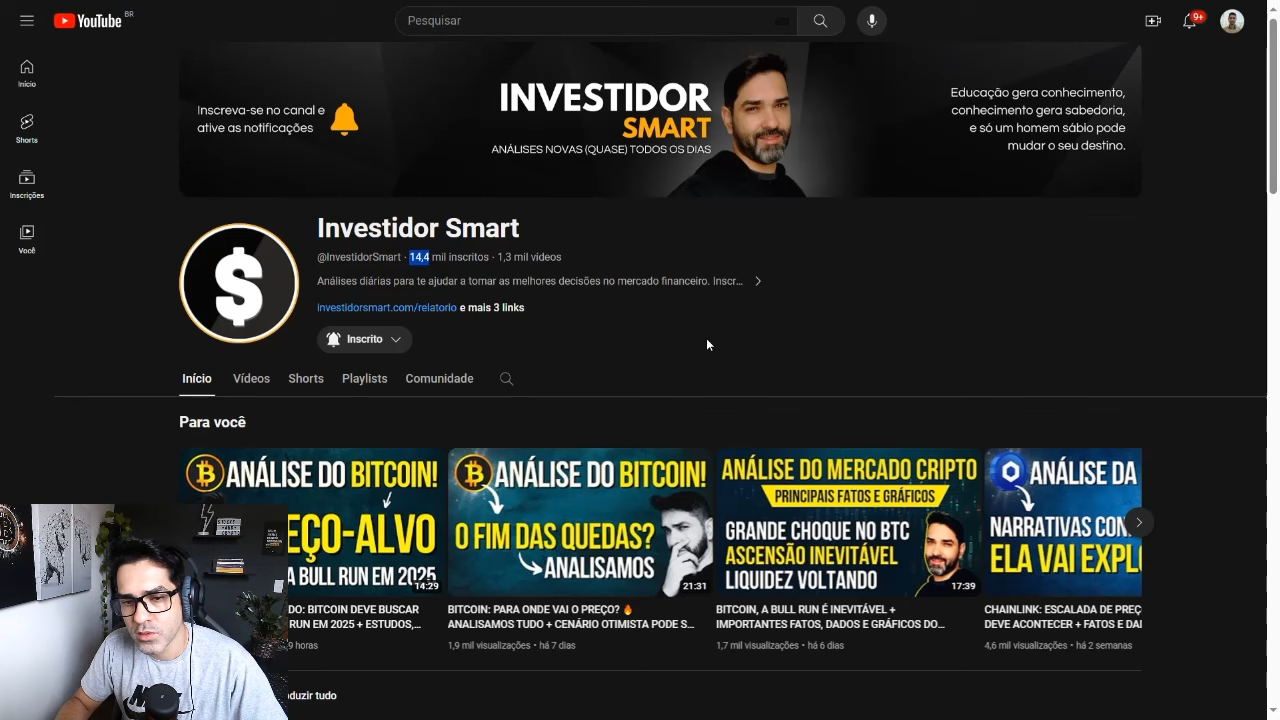 YouTube BR
Pesquisar
9+
Início
Shorts
Inscrições
Você
Inscreva-se no canal e
ative as notificações
INVESTIDOR
SMART
ANÁLISES NOVAS (QUASE) TODOS OS DIAS
Educação gera conhecimento,
conhecimento gera sabedoria,
e só um homem sábio pode
mudar o seu destino.
Investidor Smart
@InvestidorSmart · 14,4 mil inscritos · 1,3 mil vídeos
Análises diárias para te ajudar a tomar as melhores decisões no mercado financeiro. Inscr...
investidorsmart.com/relatorio e mais 3 links
Inscrito
Início Vídeos Shorts Playlists Comunidade
Para você
ANÁLISE DO BITCOIN!
EÇO-ALVO
A BULL RUN EM 2025
14:29
DO: BITCOIN DEVE BUSCAR
RUN EM 2025 + ESTUDOS,...
9 horas
ANÁLISE DO BITCOIN!
O FIM DAS QUEDAS?
ANALISAMOS
21:31
BITCOIN: PARA ONDE VAI O PREÇO? 🔥
ANALISAMOS TUDO + CENÁRIO OTIMISTA PODE S...
1,9 mil visualizações • há 7 dias
ANÁLISE DO MERCADO CRIPTO
PRINCIPAIS FATOS E GRÁFICOS
GRANDE CHOQUE NO BTC
ASCENSÃO INEVITÁVEL
LIQUIDEZ VOLTANDO
17:39
BITCOIN, A BULL RUN É INEVITÁVEL +
IMPORTANTES FATOS, DADOS E GRÁFICOS DO...
1,7 mil visualizações • há 6 dias
ANÁLISE DA
NARRATIVAS CON
ELA VAI EXPL
CHAINLINK: ESCALADA DE PREÇ
DEVE ACONTECER + FATOS E DAI
4,6 mil visualizações • há 2 semanas
oduzir tudo